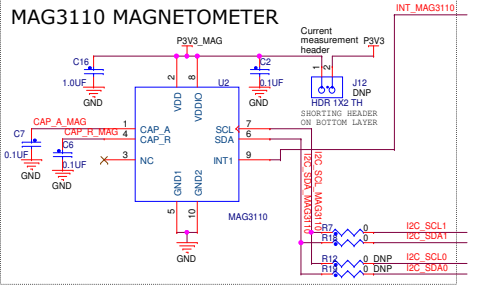 MAG3110 MAGNETOMETER
INT_MAG3110
Current
measurement
header
P3V3_MAG
P3V3
C16
1.0UF
GND
C2
0.1UF
GND
1
2
J12
DNP
HDR 1X2 TH
SHORTING HEADER
ON BOTTOM LAYER
U2
2
8
VDD
VDDIO
CAP_A_MAG
1
CAP_A
CAP_R_MAG
4
CAP_R
3
NC
C7
0.1UF
GND
C6
0.1UF
GND
SCL
7
SDA
6
INT1
9
GND1
GND2
5
10
MAG3110
GND
I2C_SCL_MAG3110
I2C_SDA_MAG3110
R7
0
I2C_SCL1
0
I2C_SDA1
R12
0
DNP
I2C_SCL0
0
DNP
I2C_SDA0